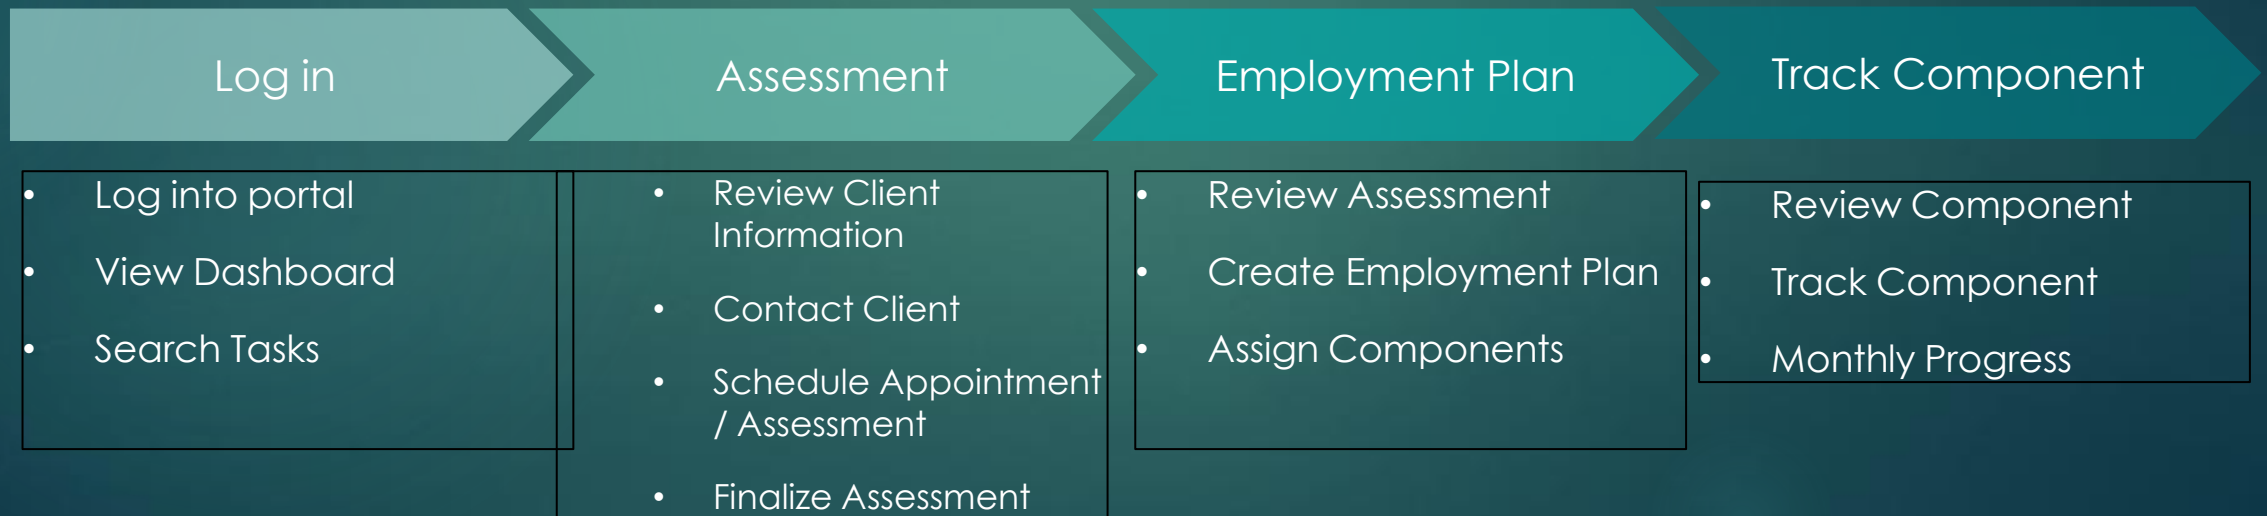 Log in
Assessment
Employment Plan
Track Component
• Log into portal
• View Dashboard
• Search Tasks
• Review Client
Information
• Contact Client
• Schedule Appointment
/ Assessment
• Finalize Assessment
• Review Assessment
• Create Employment Plan
• Assign Components
• Review Component
• Track Component
• Monthly Progress